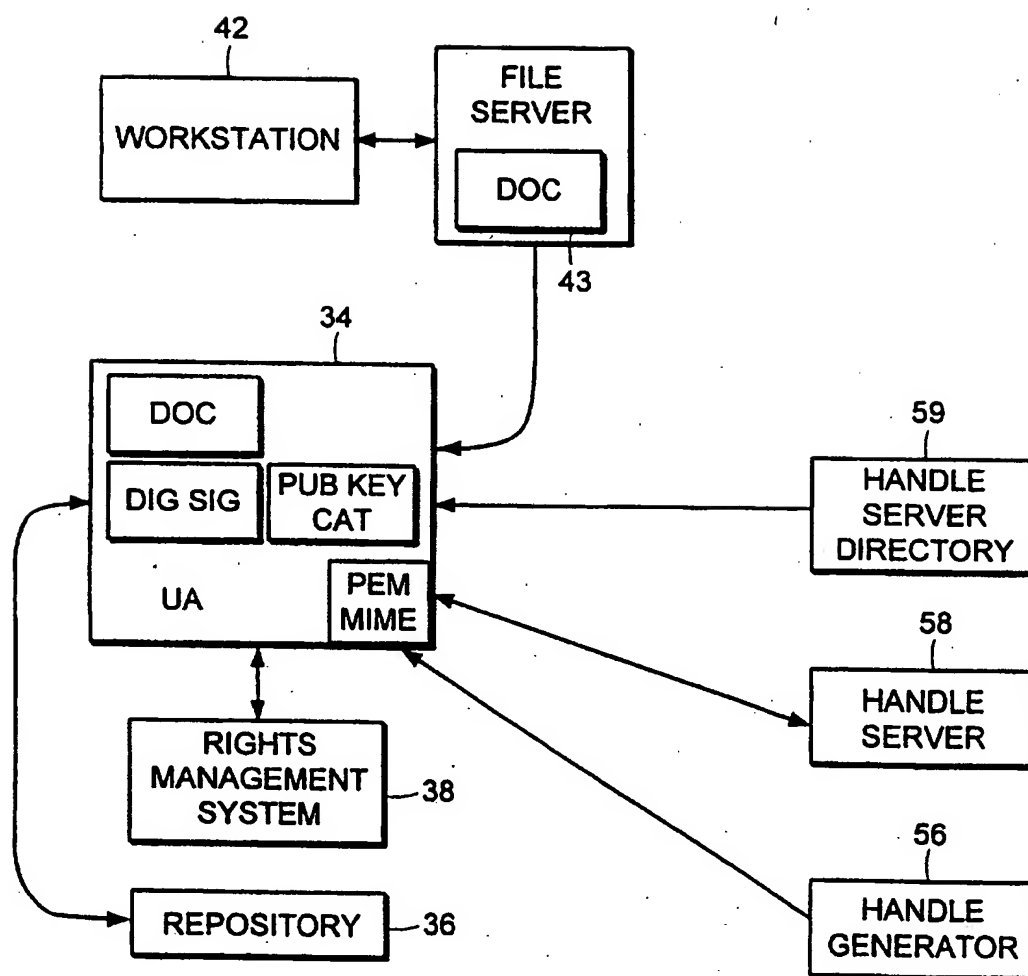 42
WORKSTATION
FILE
SERVER
DOC
43
34
DOC
DIG SIG
PUB KEY
CAT
UA
PEM
MIME
59
HANDLE
SERVER
DIRECTORY
58
HANDLE
SERVER
RIGHTS
MANAGEMENT
SYSTEM
38
56
HANDLE
GENERATOR
REPOSITORY
36